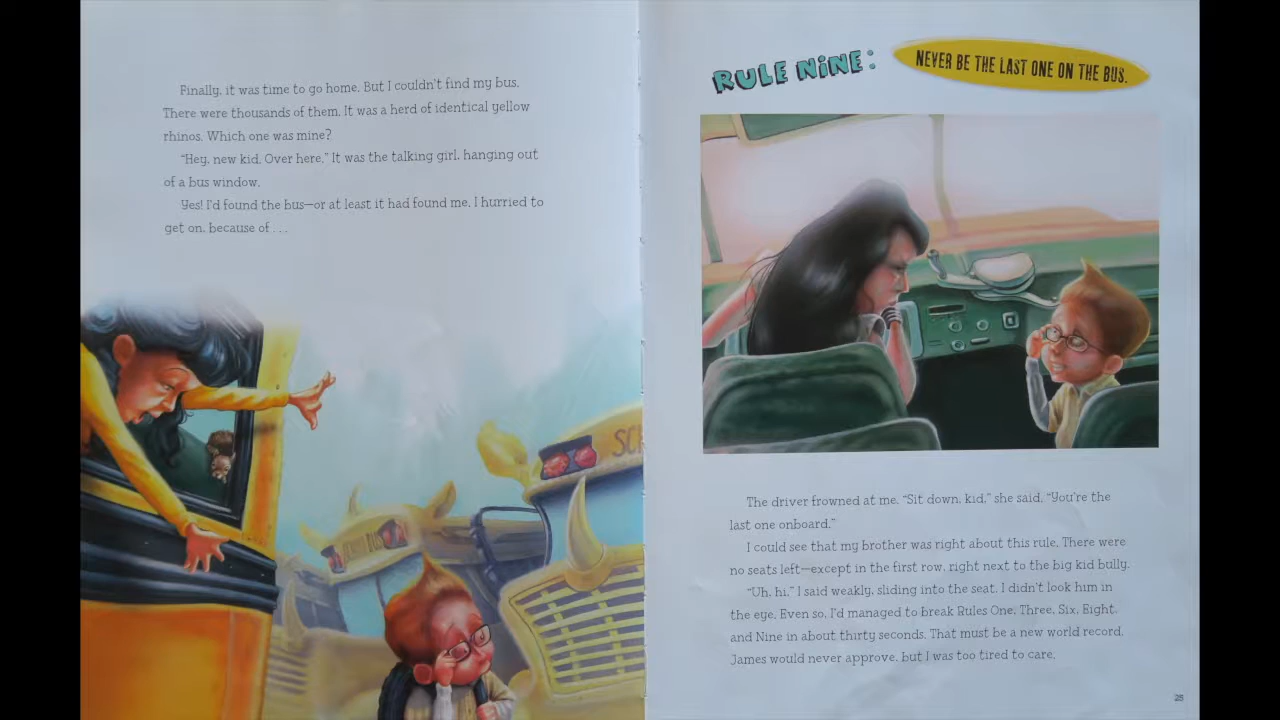 Finally, it was time to go home. But I couldn't find my bus.
There were thousands of them. It was a herd of identical yellow
rhinos. Which one was mine?
"Hey, new kid. Over here." It was the talking girl, hanging out
of a bus window.
Yes! I'd found the bus—or at least it had found me. I hurried to
get on, because of . . .
SCH
RULE NINE:
NEVER BE THE LAST ONE ON THE BUS.
The driver frowned at me. "Sit down, kid," she said. "You're the
last one onboard."
I could see that my brother was right about this rule. There were
no seats left—except in the first row, right next to the big kid bully.
"Uh, hi," I said weakly, sliding into the seat. I didn't look him in
the eye. Even so, I'd managed to break Rules One, Three, Six, Eight,
and Nine in about thirty seconds. That must be a new world record.
James would never approve, but I was too tired to care.
25